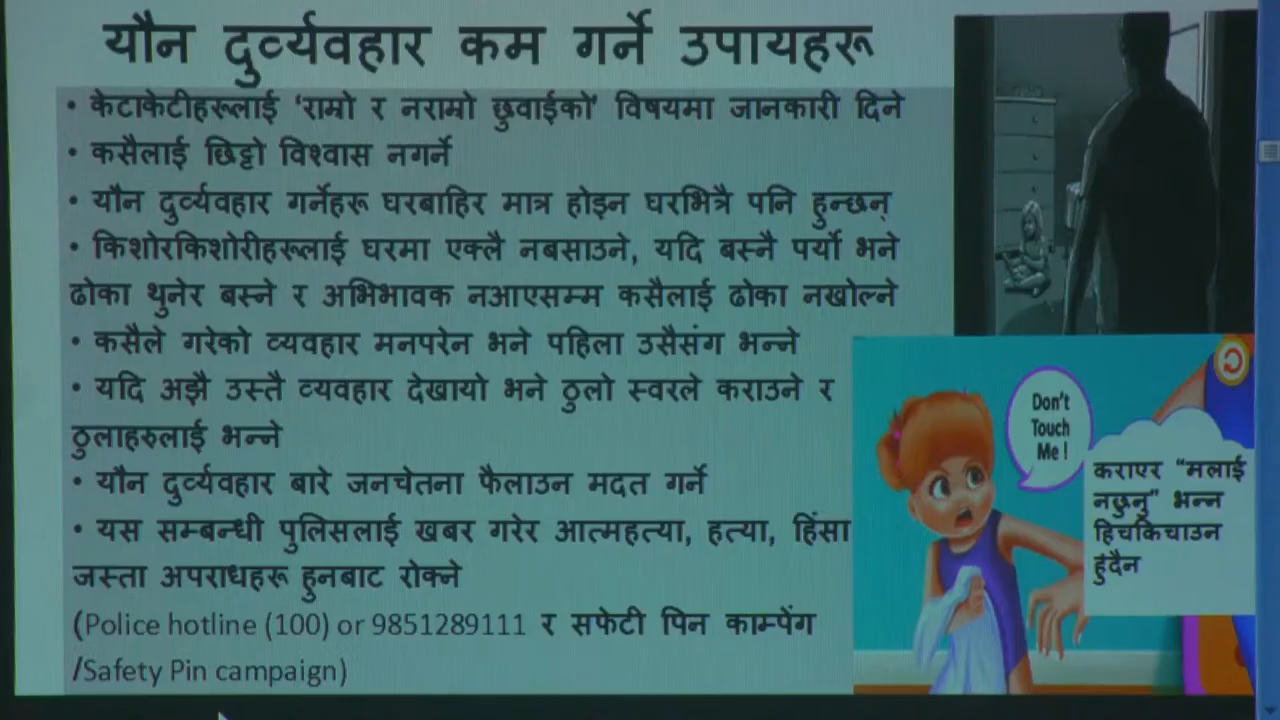 यौन दुर्व्यवहार कम गर्ने उपायहरू
• केटाकेटीहरूलाई ‘राम्रो र नराम्रो छुवाईको’ विषयमा जानकारी दिने
• कसैलाई छिट्टो विश्वास नगर्ने
• यौन दुर्व्यवहार गर्नेहरू घरबाहिर मात्र होइन घरभित्रै पनि हुन्छन्
• किशोरकिशोरीहरूलाई घरमा एक्लै नबसाउने, यदि बस्नै पर्यो भने
ढोका थुनेर बस्ने र अभिभावक नआएसम्म कसैलाई ढोका नखोल्ने
• कसैले गरेको व्यवहार मनपरेन भने पहिला उसैसंग भन्ने
• यदि अझै उस्तै व्यवहार देखायो भने ठुलो स्वरले कराउने र
ठुलाहरुलाई भन्ने
• यौन दुर्व्यवहार बारे जनचेतना फैलाउन मदत गर्ने
• यस सम्बन्धी पुलिसलाई खबर गरेर आत्महत्या, हत्या, हिंसा
जस्ता अपराधहरू हुनबाट रोक्ने
(Police hotline (100) or 9851289111 र सफेटी पिन काम्पेंग
/Safety Pin campaign)
Don't
Touch
Me !
कराएर “मलाई
नछुनु” भन्न
हिचकिचाउन
हुँदैन